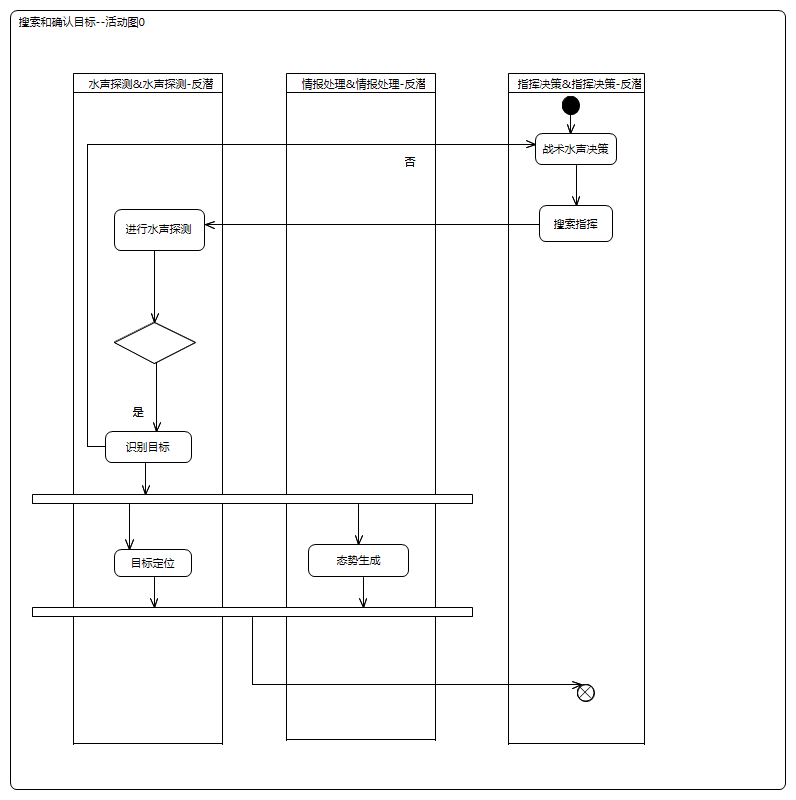 搜索和确认目标--活动图0
水声探测&水声探测-反潜
情报处理&情报处理-反潜
指挥决策&指挥决策-反潜
战术水声决策
否
搜索指挥
进行水声探测
是
识别目标
目标定位
态势生成